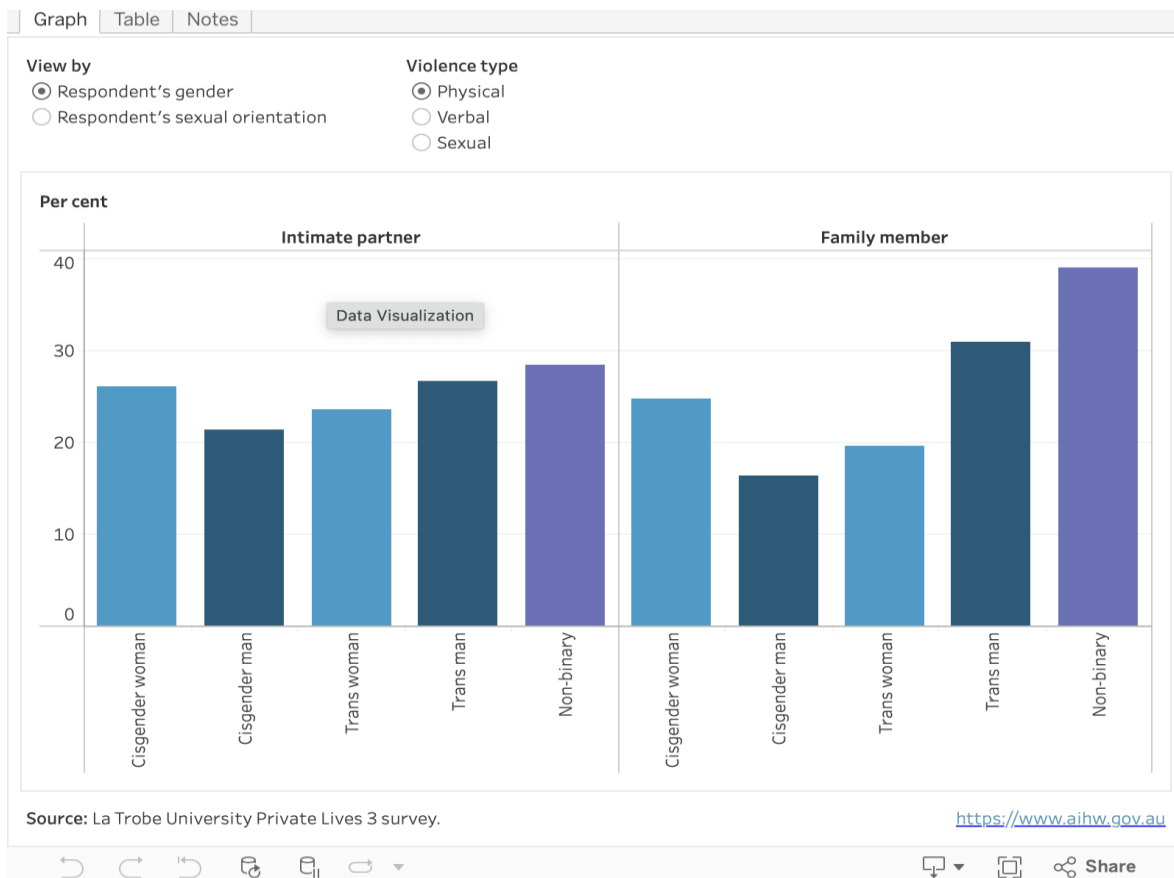 Graph Table Notes
View by
Respondent's gender
Respondent's sexual orientation
Violence type
Physical
Verbal
Sexual
Per cent
Intimate partner
Family member
40
30
20
10
0
Data Visualization
Cisgender woman
Cisgender man
Trans woman
Trans man
Non-binary
Cisgender woman
Cisgender man
Trans woman
Trans man
Non-binary
Source: La Trobe University Private Lives 3 survey.
https://www.aihw.gov.au
Share